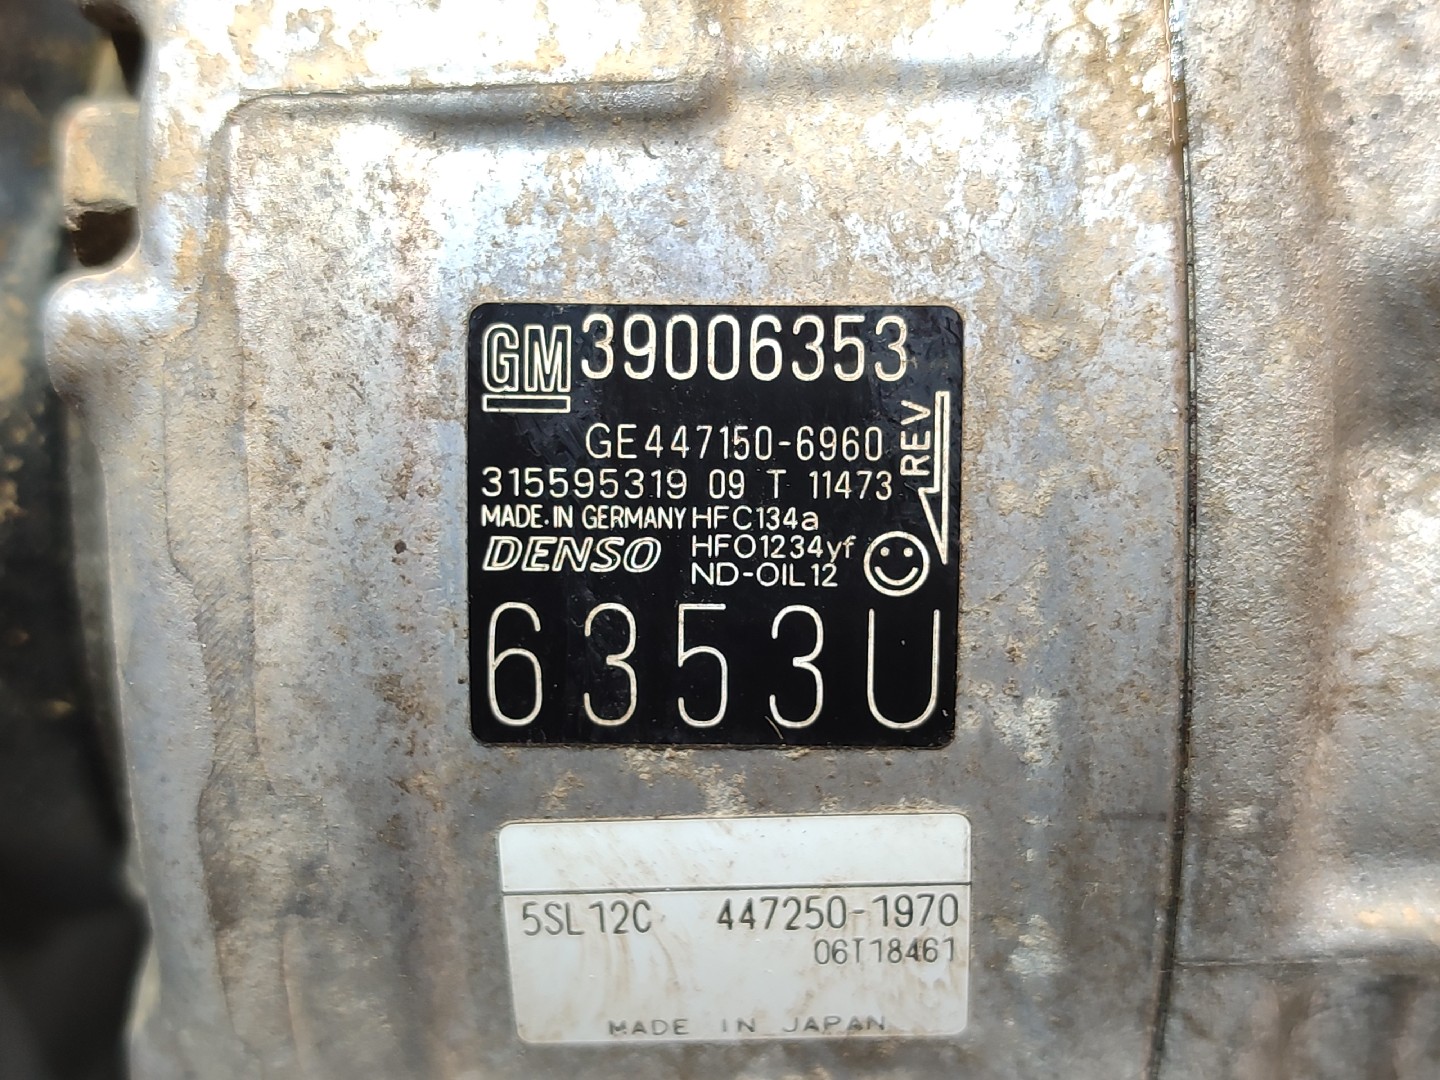 GM 39006353
GE447150-6960
REV
315595319 09 T 11473
MADE IN GERMANY HFC134a
DENSO HFO1234yf
ND-OIL12
6353U
5SL12C 447250-1970
06T18461
MADE IN JAPAN